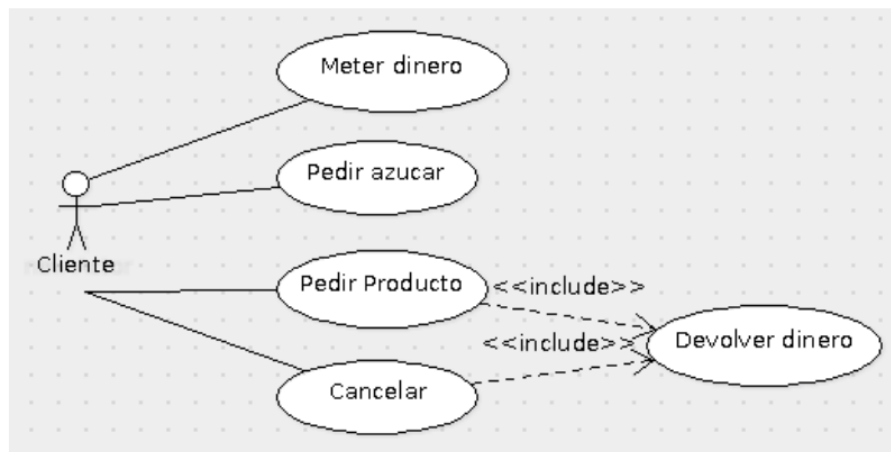 Meter dinero
Pedir azucar
Cliente
Pedir Producto
<<include>>
<<include>>
Devolver dinero
Cancelar